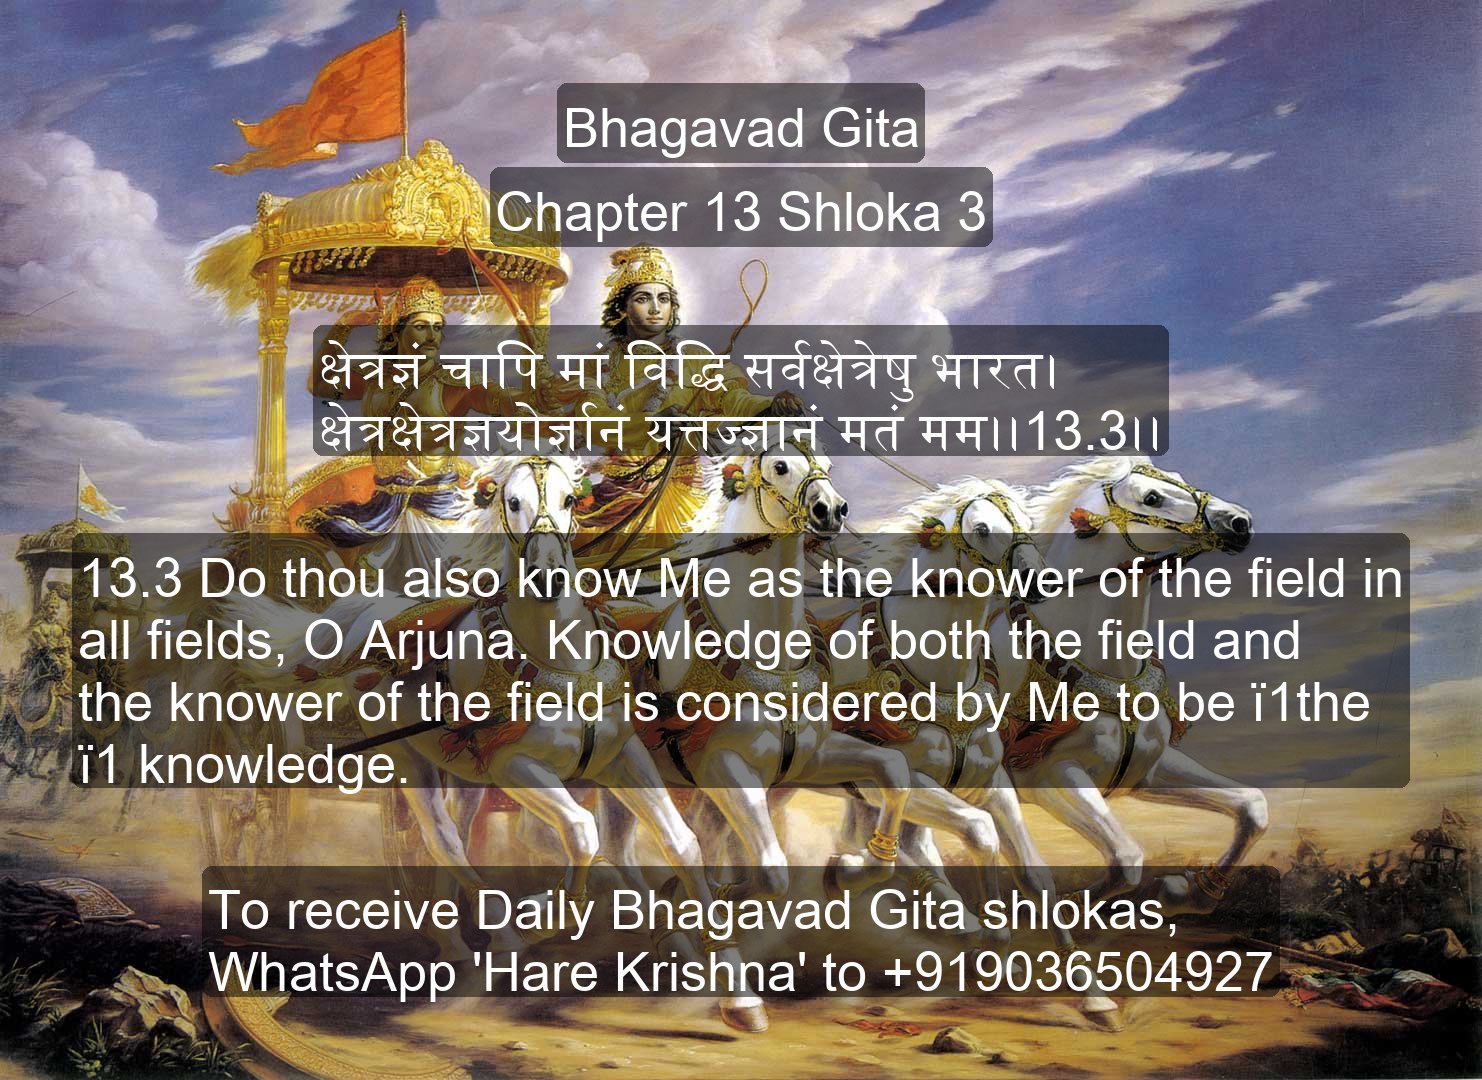 Bhagavad Gita
Chapter 13 Shloka 3
क्षेत्रज्ञं चापि मां विद्धि सर्वक्षेत्रेषु भारत।
क्षेत्रक्षेत्रज्ञयोर्ज्ञानं यत्तज्ज्ञानं मतं मम।।13.3।।
13.3 Do thou also know Me as the knower of the field in
all fields, O Arjuna. Knowledge of both the field and
the knower of the field is considered by Me to be ï1the
ï1 knowledge.
To receive Daily Bhagavad Gita shlokas,
WhatsApp 'Hare Krishna' to +919036504927